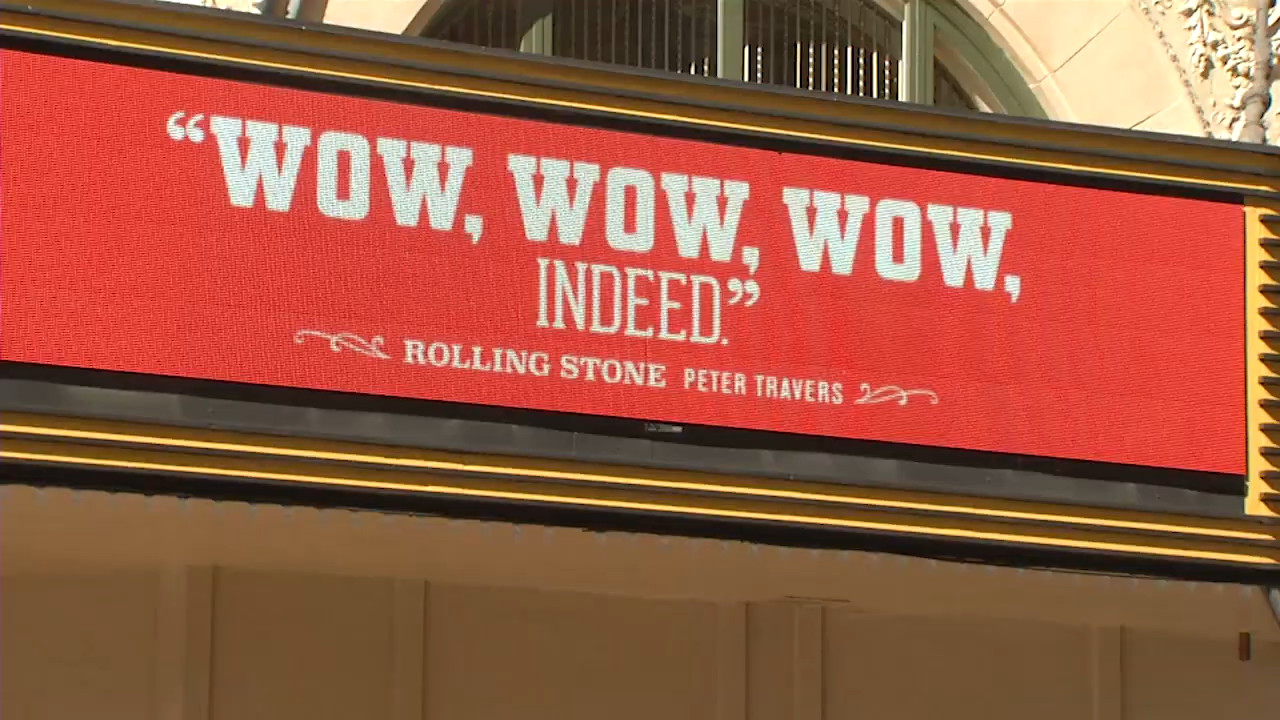 “WOW, WOW, WOW,
INDEED.”
ROLLING STONE PETER TRAVERS